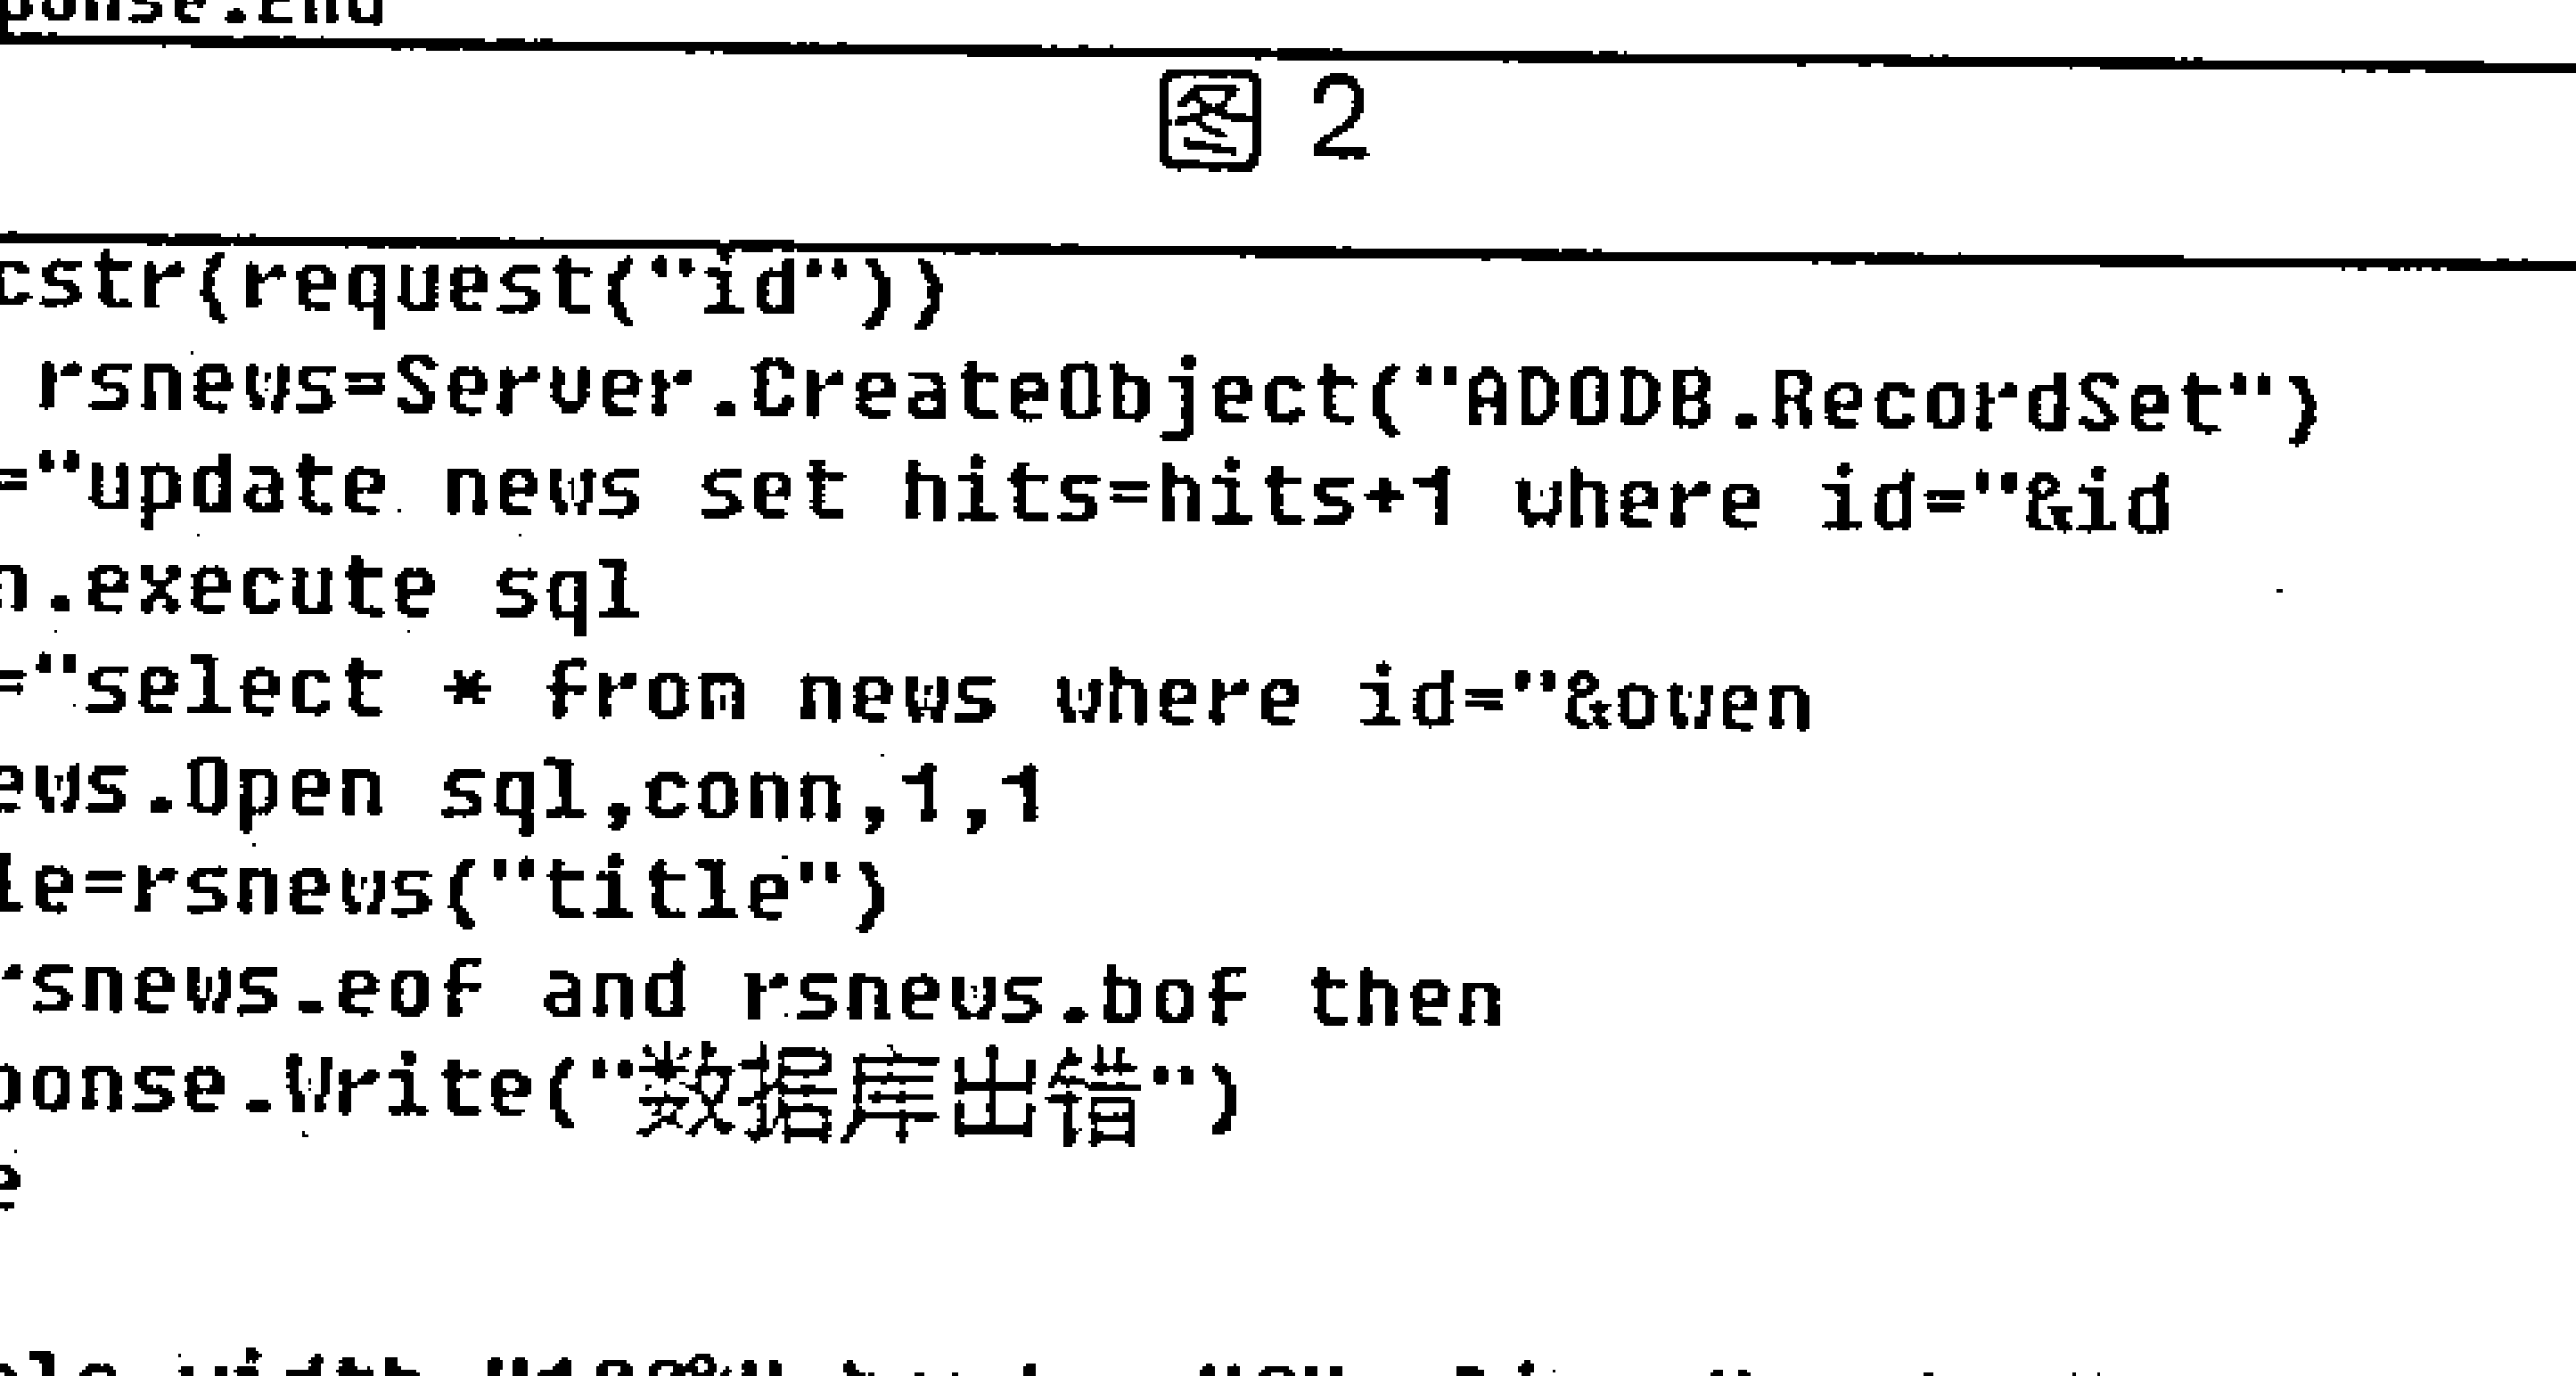 ponse.End
图 2
cstr(request("id"))
rsnews=Server.CreateObject("ADODB.RecordSet")
="update news set hits=hits+1 where id="&id
n.execute sql
="select * from news where id="&owen
ews.Open sql,conn,1,1
le=rsnews("title")
rsnews.eof and rsnews.bof then
ponse.Write("数据库出错")
e